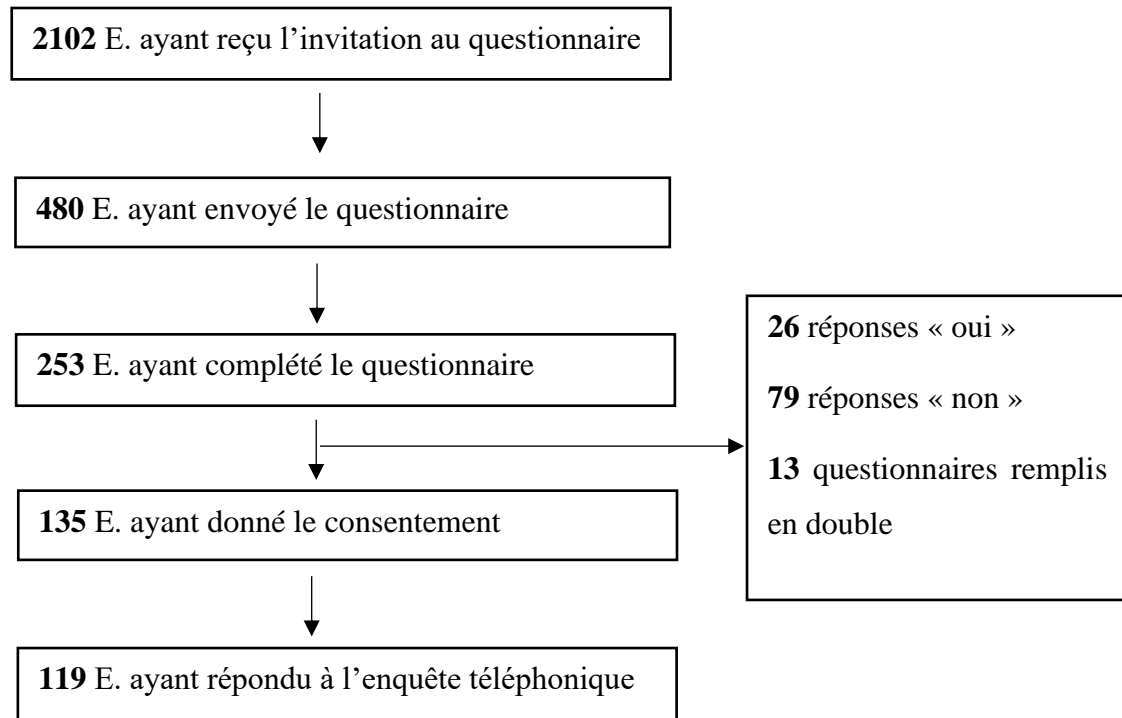 2102 E. ayant reçu l’invitation au questionnaire
480 E. ayant envoyé le questionnaire
253 E. ayant complété le questionnaire
26 réponses « oui »
79 réponses « non »
13 questionnaires remplis
en double
135 E. ayant donné le consentement
119 E. ayant répondu à l’enquête téléphonique